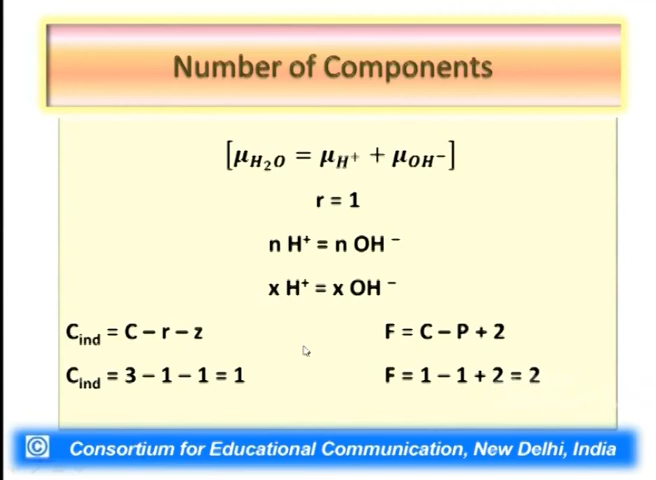 Number of Components
[μH₂O = μH⁺ + μOH⁻]
r = 1
n H⁺ = n OH ⁻
x H⁺ = x OH ⁻
Cind = C – r – z
F = C – P + 2
Cind = 3 – 1 – 1 = 1
F = 1 – 1 + 2 = 2
© Consortium for Educational Communication, New Delhi, India